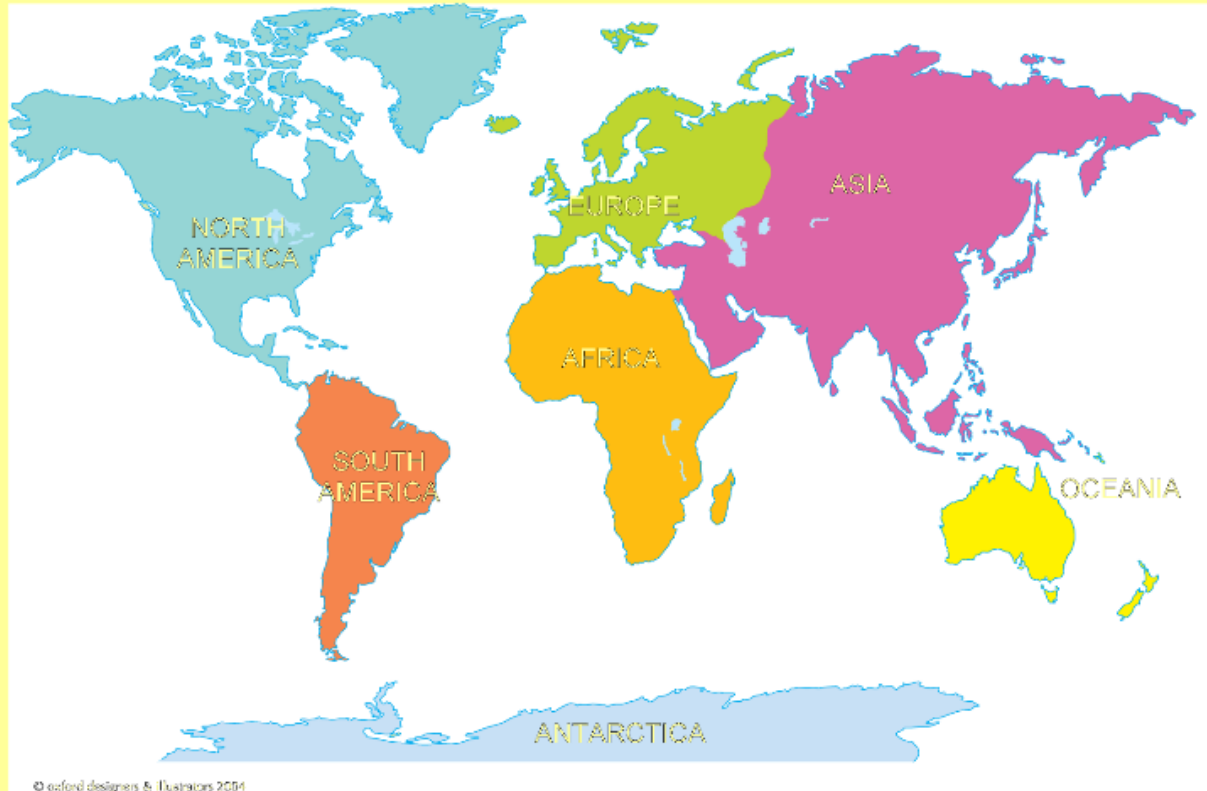 NORTH
AMERICA
EUROPE
ASIA
AFRICA
SOUTH
AMERICA
OCEANIA
ANTARCTICA
© oxford designers & illustrators 2004